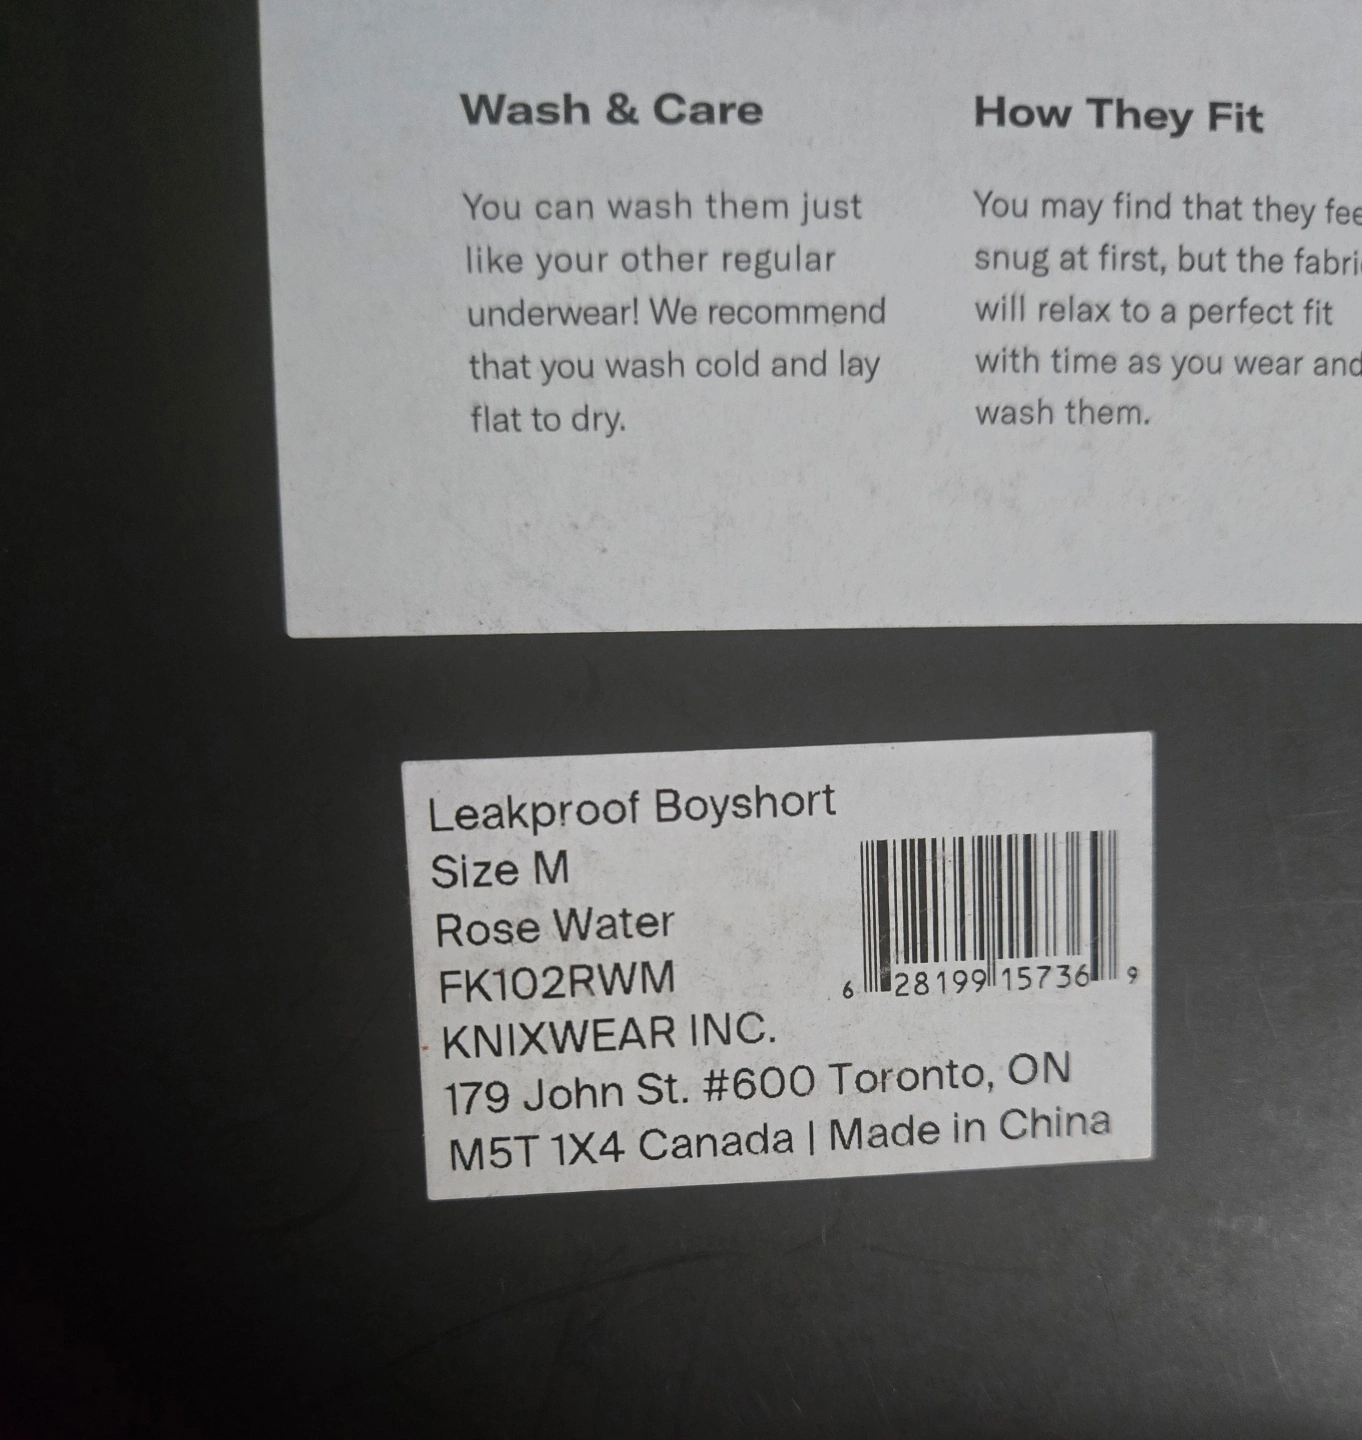 Wash & Care
You can wash them just
like your other regular
underwear! We recommend
that you wash cold and lay
flat to dry.
How They Fit
You may find that they
snug at first, but the
will relax to a perfect fit
with time as you wear and
wash them.
Leakproof Boyshort
Size M
Rose Water
FK102RWM
KNIXWEAR INC.
179 John St. #600 Toronto, ON
M5T 1X4 Canada | Made in China
6 28199 15736 9